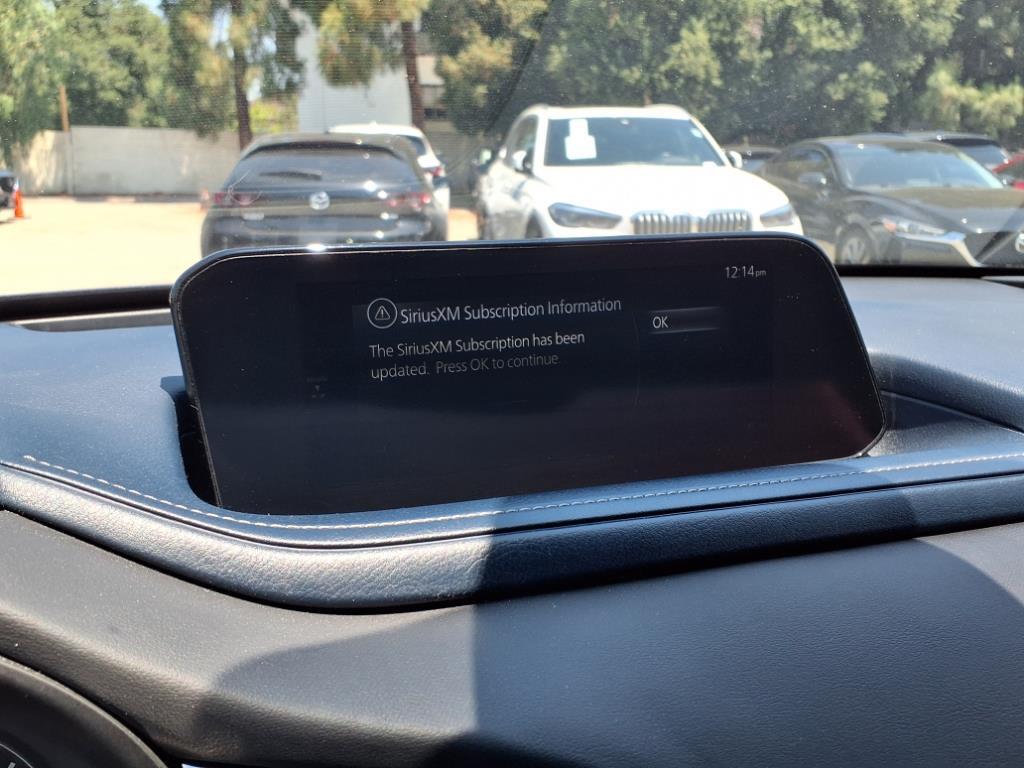 12:14pm
SiriusXM Subscription Information
OK
The SiriusXM Subscription has been
updated. Press OK to continue.